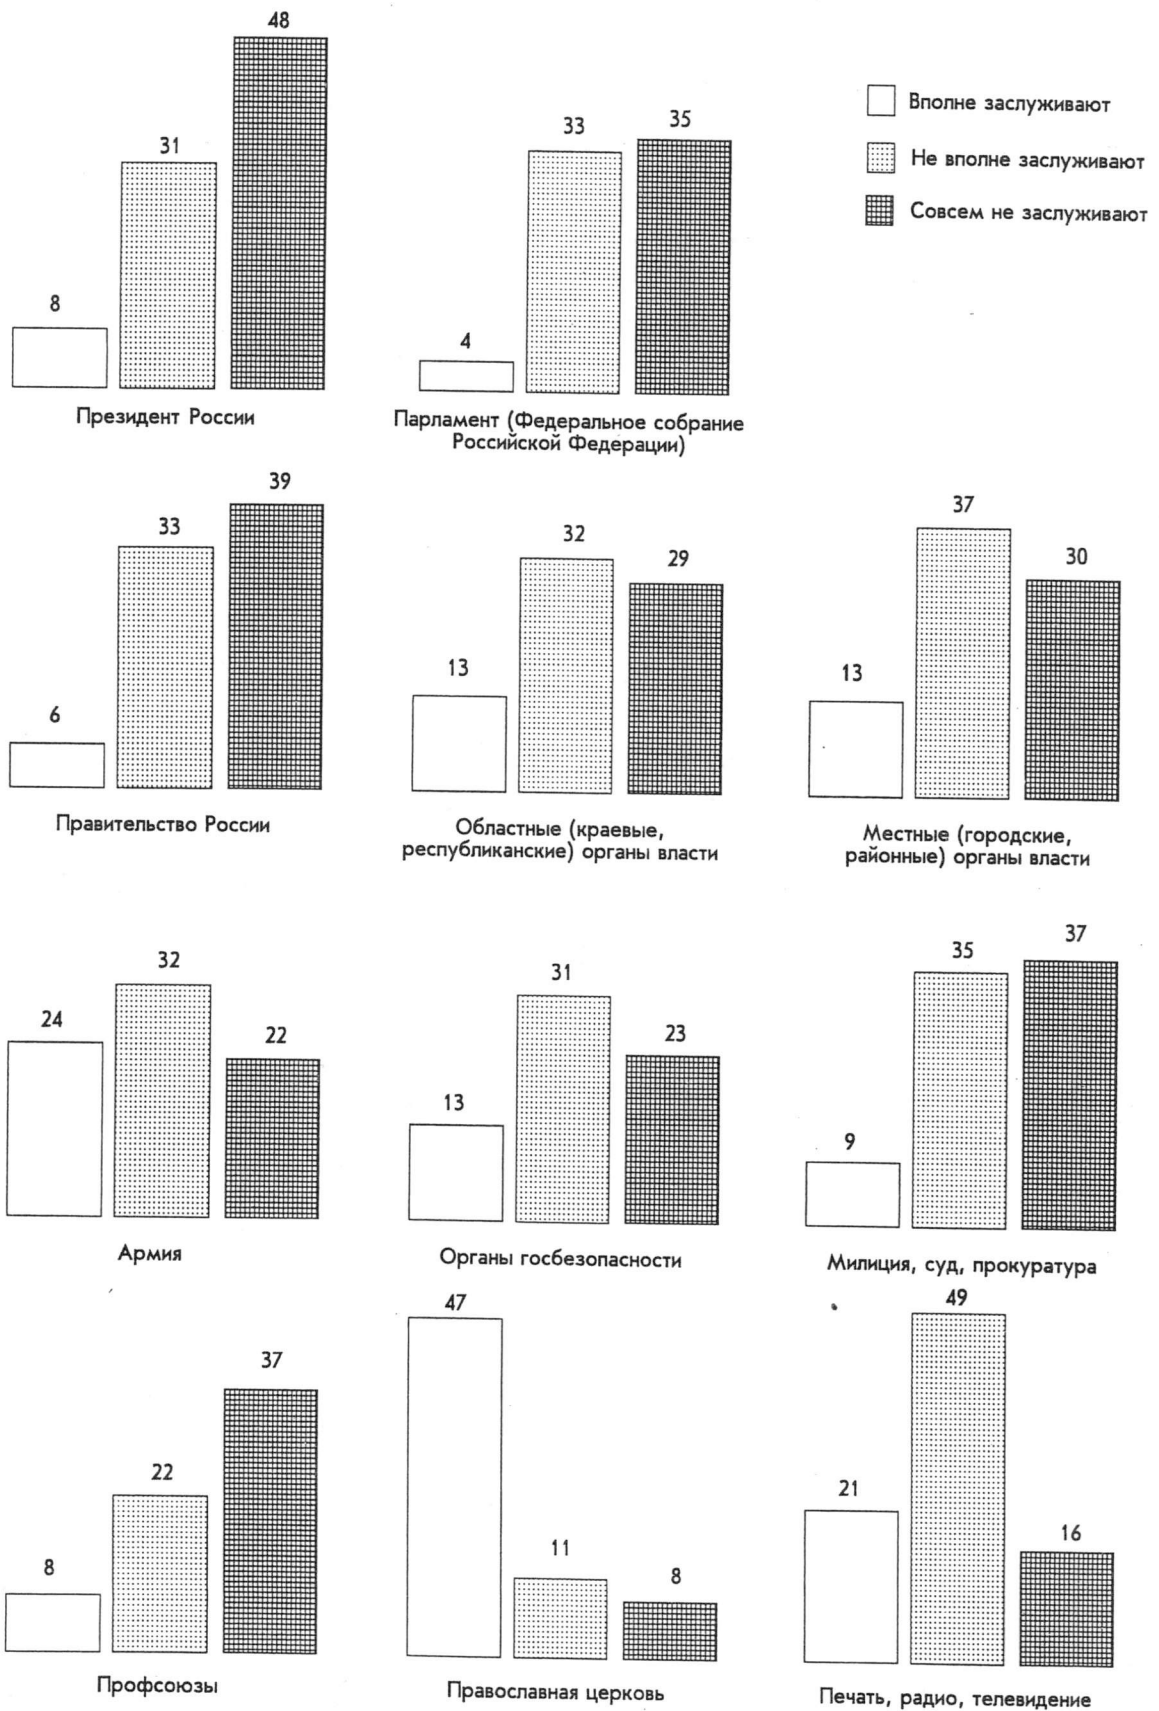 48
31
8
Президент России
33
35
4
Парламент (Федеральное собрание
Российской Федерации)
Вполне заслуживают
Не вполне заслуживают
Совсем не заслуживают
39
33
6
Правительство России
32
29
13
Областные (краевые,
республиканские) органы власти
37
30
13
Местные (городские,
районные) органы власти
32
24
22
Армия
31
23
13
Органы госбезопасности
37
35
9
Милиция, суд, прокуратура
37
22
8
Профсоюзы
47
11
8
Православная церковь
49
21
16
Печать, радио, телевидение